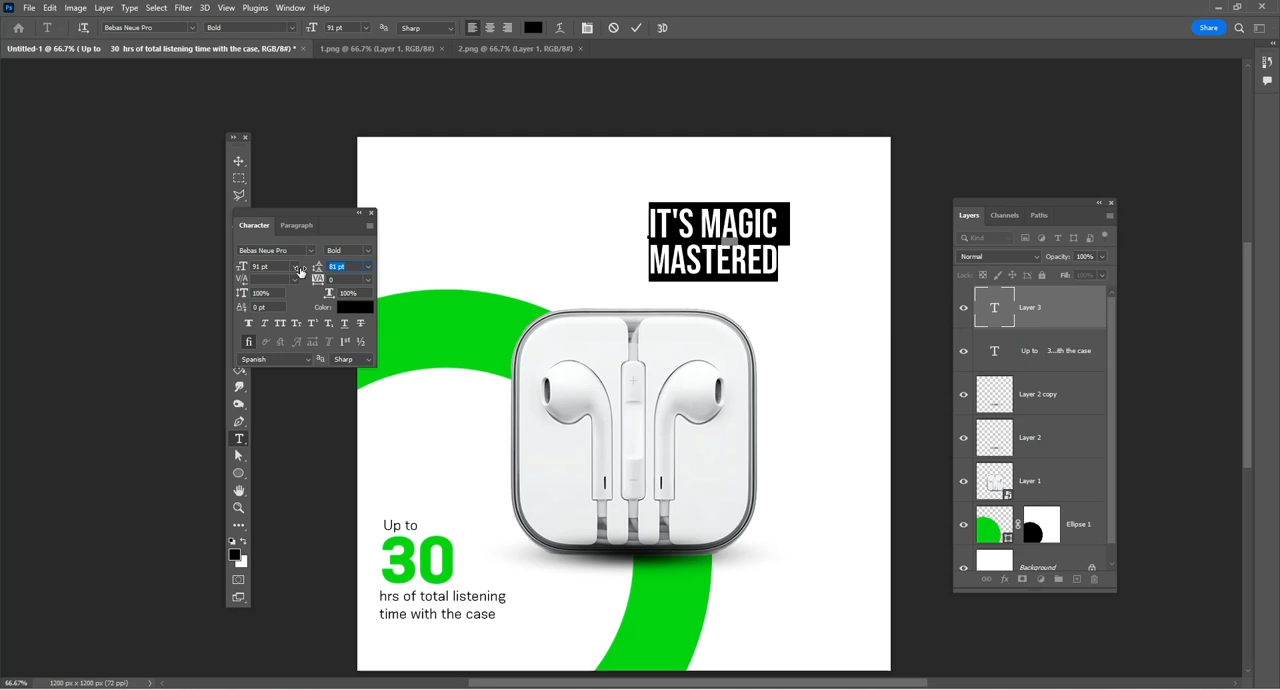 File Edit Image Layer Type Select Filter 3D View Plugins Window Help
T Bebas Neue Pro Bold 91 pt Sharp 3D Share
Untitled-1 @ 66.7% ( Up to 30 hrs of total listening time with the case, RGB/8#) * × 1.png @ 66.7% (Layer 1, RGB/8#) × 2.png @ 66.7% (Layer 1, RGB/8#) ×
Character Paragraph
Bebas Neue Pro Bold
91 pt 81 pt
0
100% 100%
0 pt Color:
Spanish Sharp
IT'S MAGIC
MASTERED
Up to
30
hrs of total listening
time with the case
Layers Channels Paths
Kind
Normal Opacity: 100%
Lock: Fill: 100%
Layer 3
Up to 3...ith the case
Layer 2 copy
Layer 2
Layer 1
Ellipse 1
Background
66.67% 1200 px x 1200 px (72 ppi)